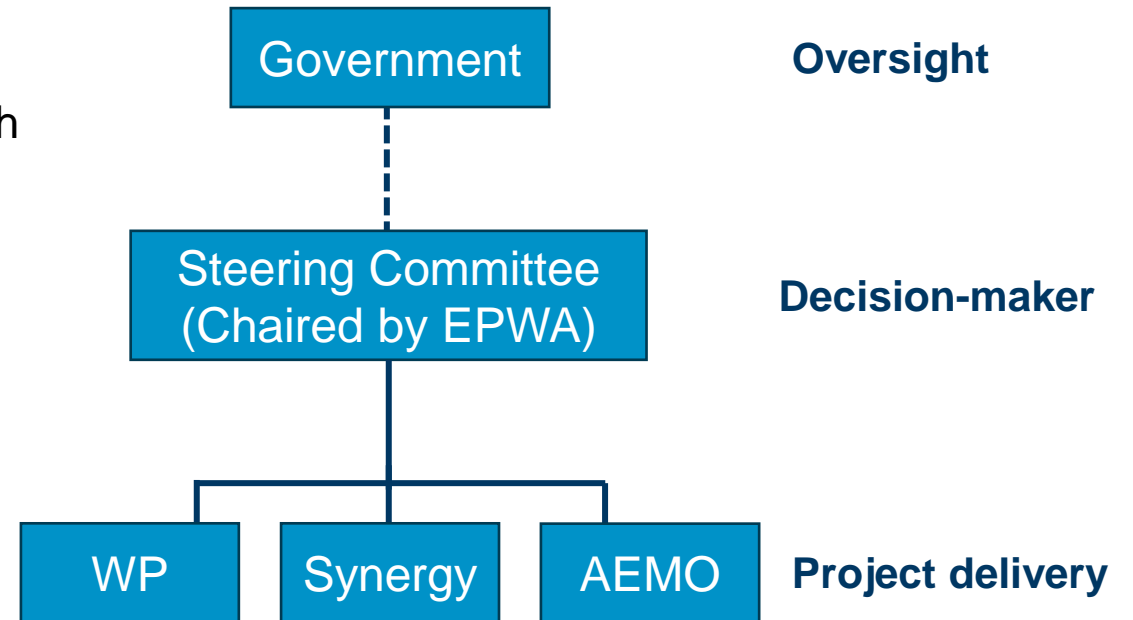 Government
Oversight
h
Steering Committee
(Chaired by EPWA)
Decision-maker
WP
Synergy
AEMO
Project delivery